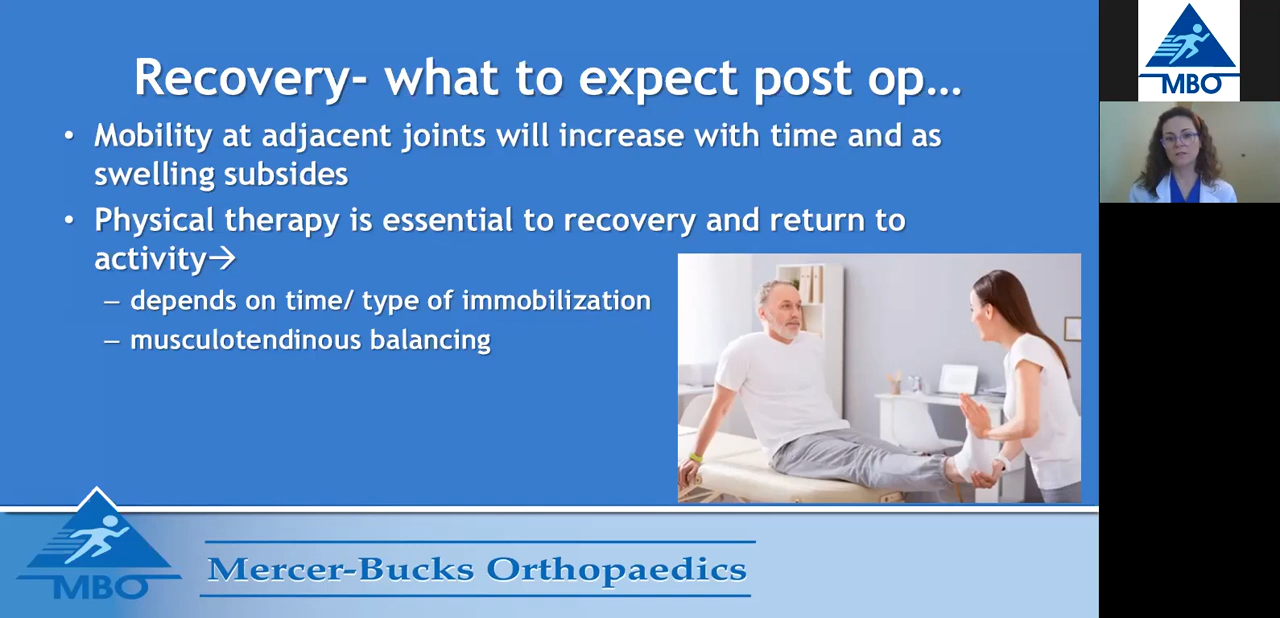 Recovery- what to expect post op…
• Mobility at adjacent joints will increase with time and as
swelling subsides
• Physical therapy is essential to recovery and return to
activity→
– depends on time/ type of immobilization
– musculotendinous balancing
MBO
Mercer-Bucks Orthopaedics
MBO